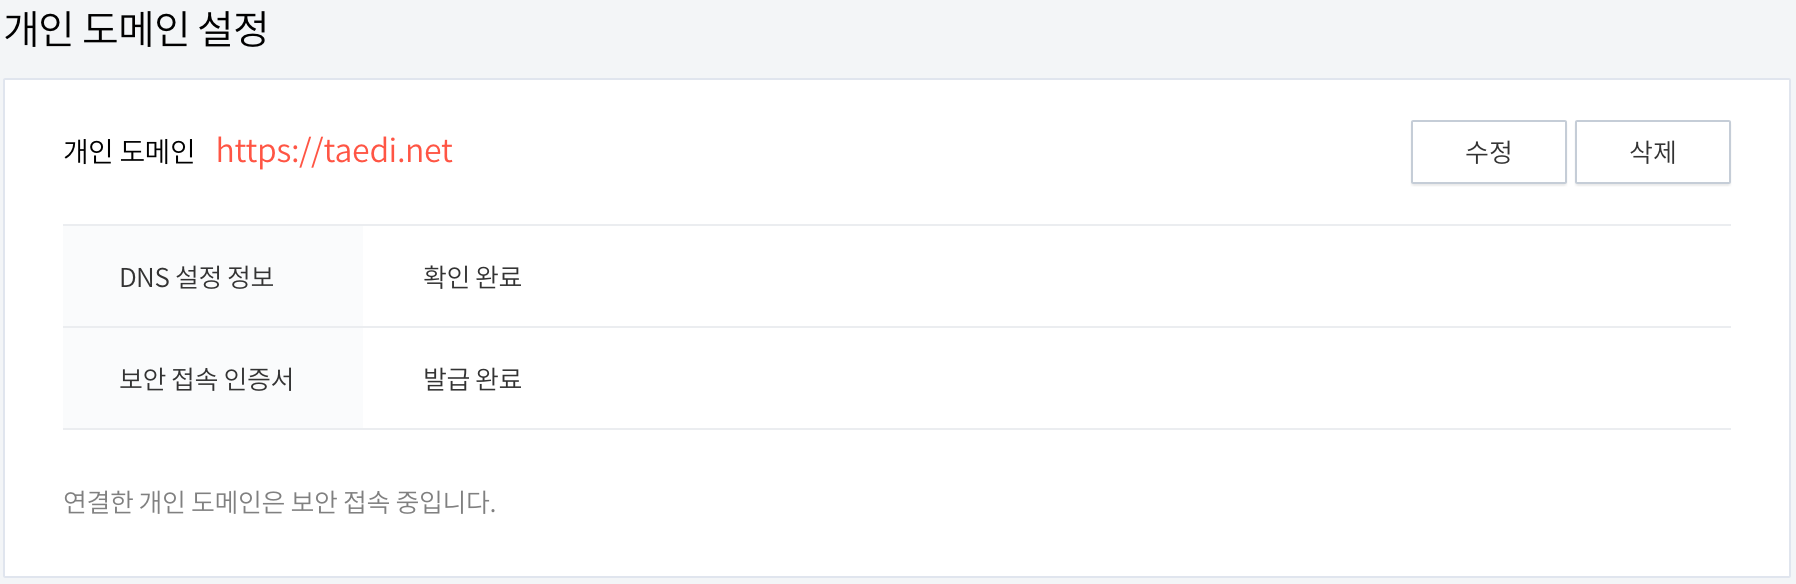 개인 도메인 설정
개인 도메인 https://taedi.net 수정 삭제
DNS 설정 정보 확인 완료
보안 접속 인증서 발급 완료
연결한 개인 도메인은 보안 접속 중입니다.